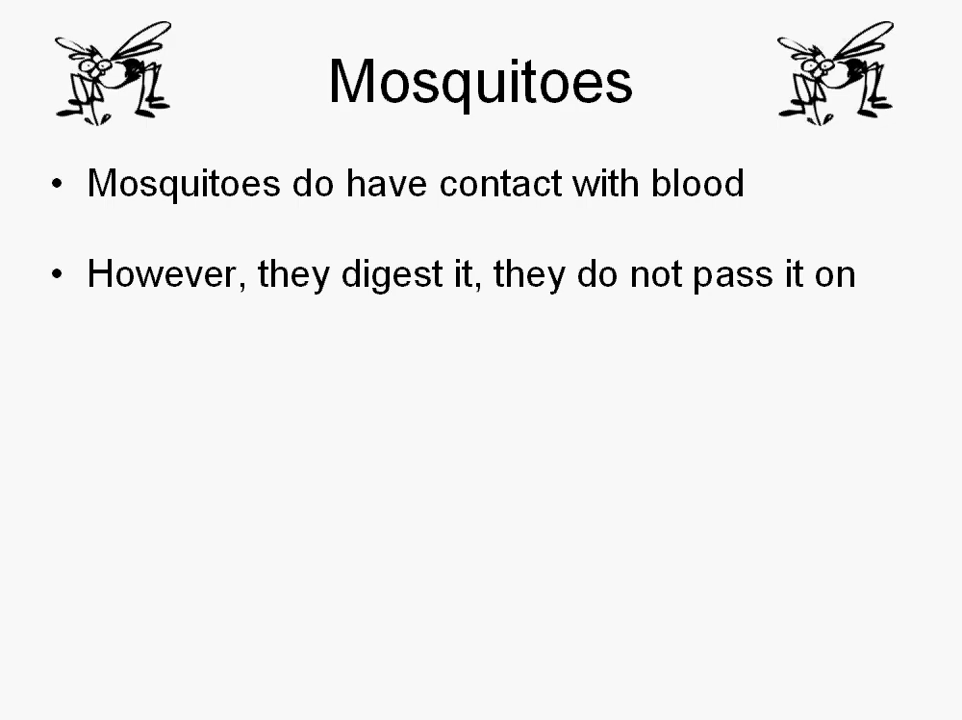 Mosquitoes
• Mosquitoes do have contact with blood
• However, they digest it, they do not pass it on